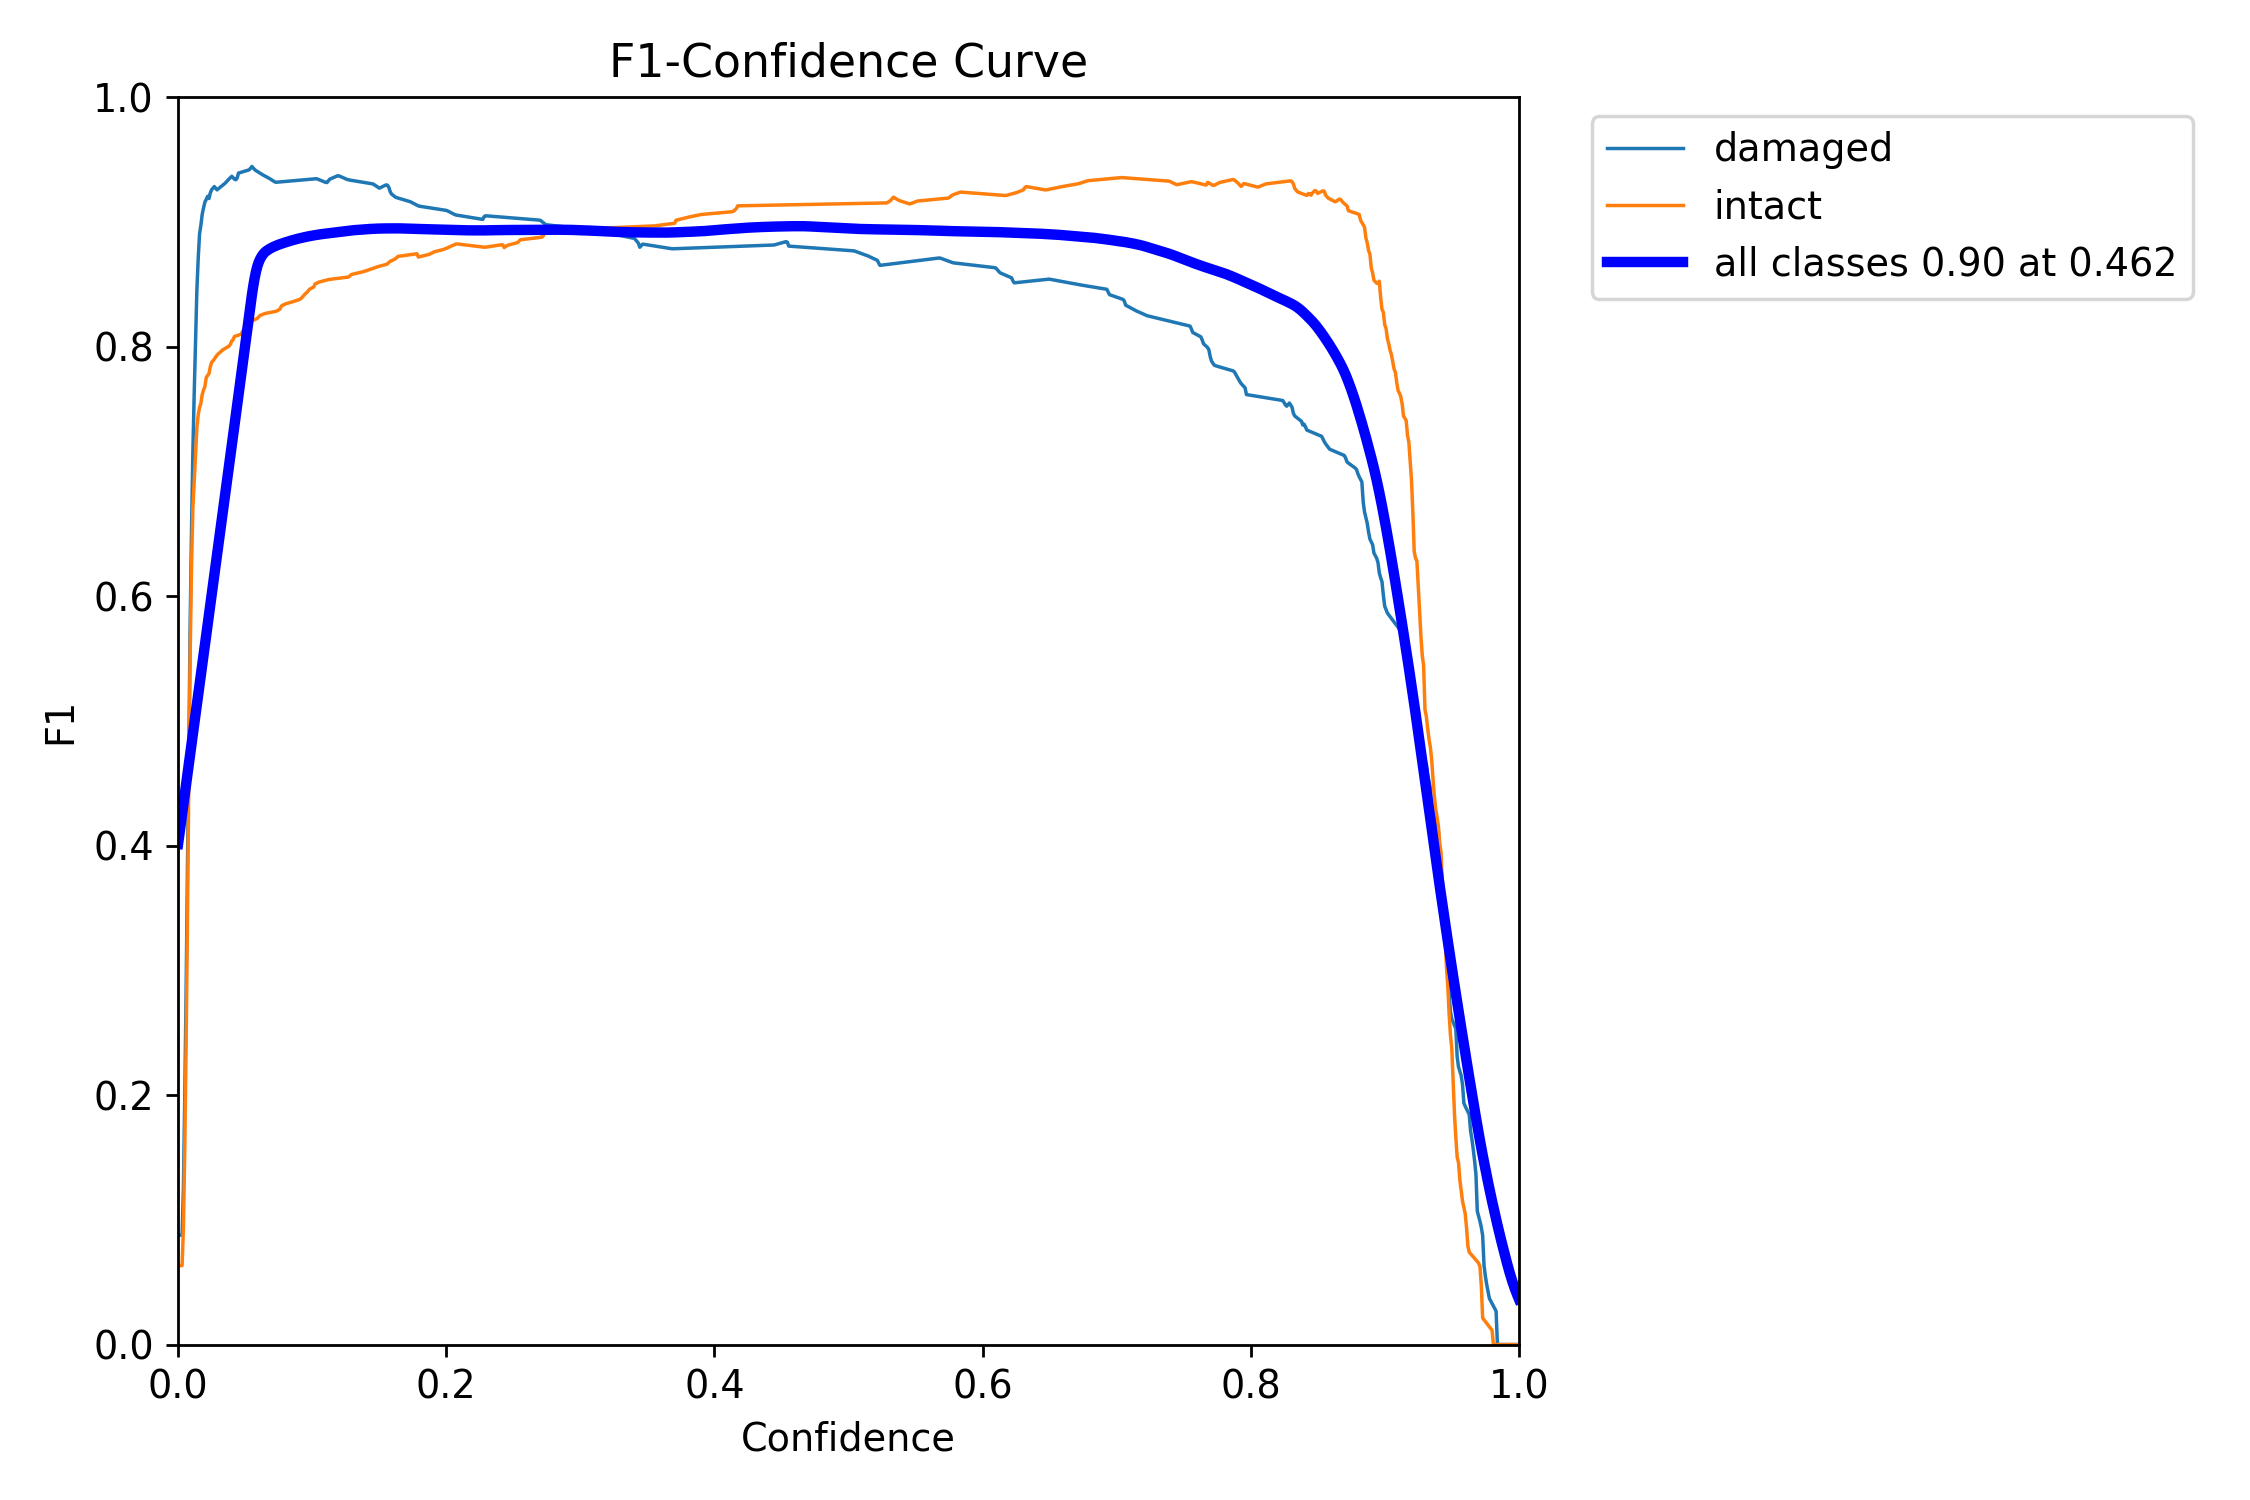 F1-Confidence Curve
1.0
0.8
0.6
0.4
0.2
0.0
F1
0.0 0.2 0.4 0.6 0.8 1.0
Confidence
damaged
intact
all classes 0.90 at 0.462